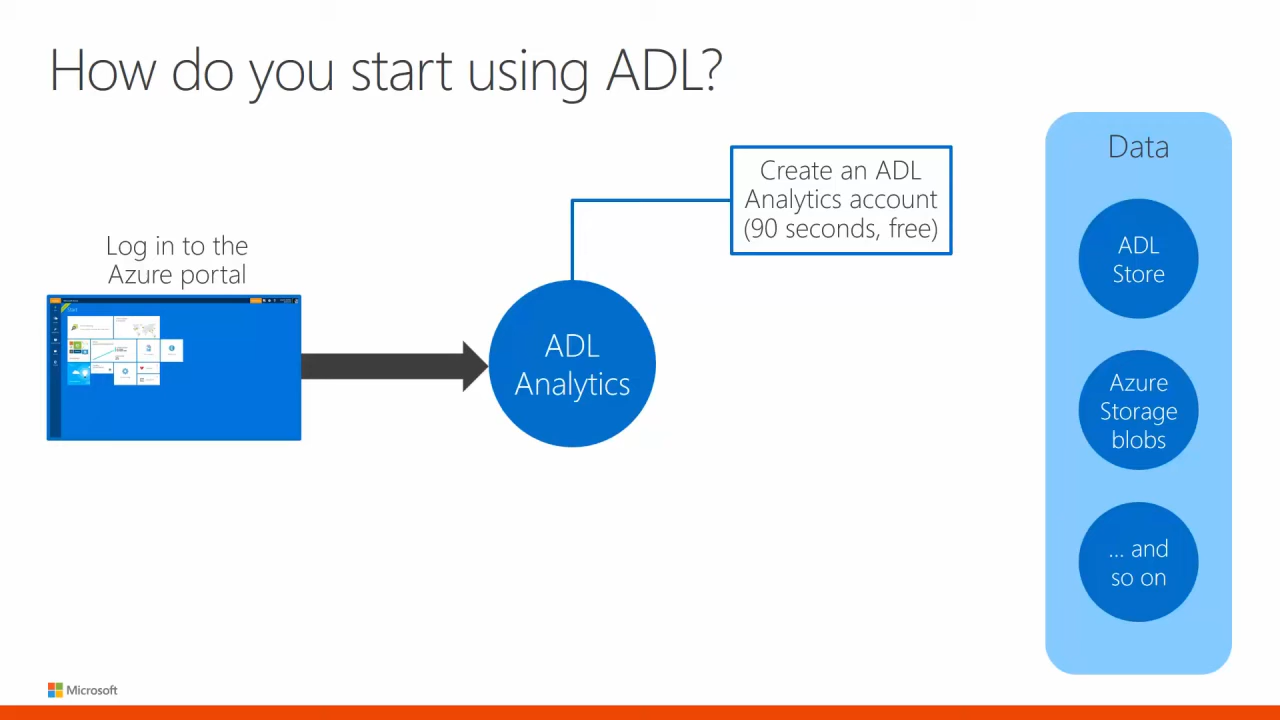 How do you start using ADL?
Log in to the
Azure portal
Create an ADL
Analytics account
(90 seconds, free)
ADL
Analytics
Data
ADL
Store
Azure
Storage
blobs
... and
so on
Microsoft